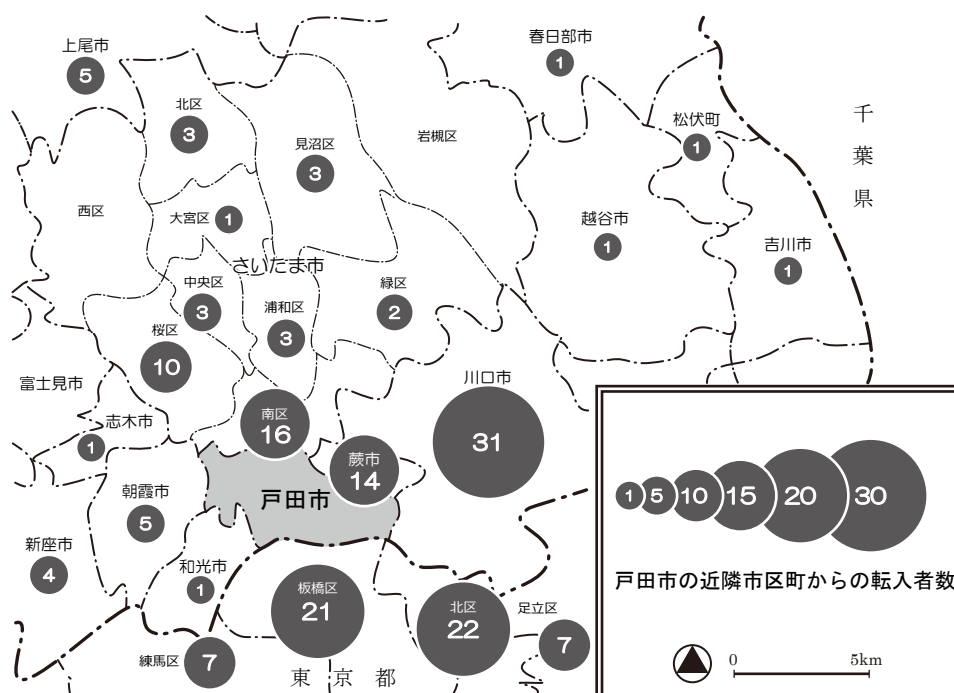 上尾市
5
春日部市
1
北区
3
見沼区
3
岩槻区
松伏町
1
千葉県
西区
大宮区
1
越谷市
1
吉川市
1
さいたま市
中央区
3
浦和区
3
緑区
2
桜区
10
富士見市
志木市
1
南区
16
蕨市
14
川口市
31
戸田市
朝霞市
5
新座市
4
和光市
1
板橋区
21
北区
22
足立区
7
練馬区
7
東京都
1
5
10
15
20
30
戸田市の近隣市区町からの転入者数
0
5km